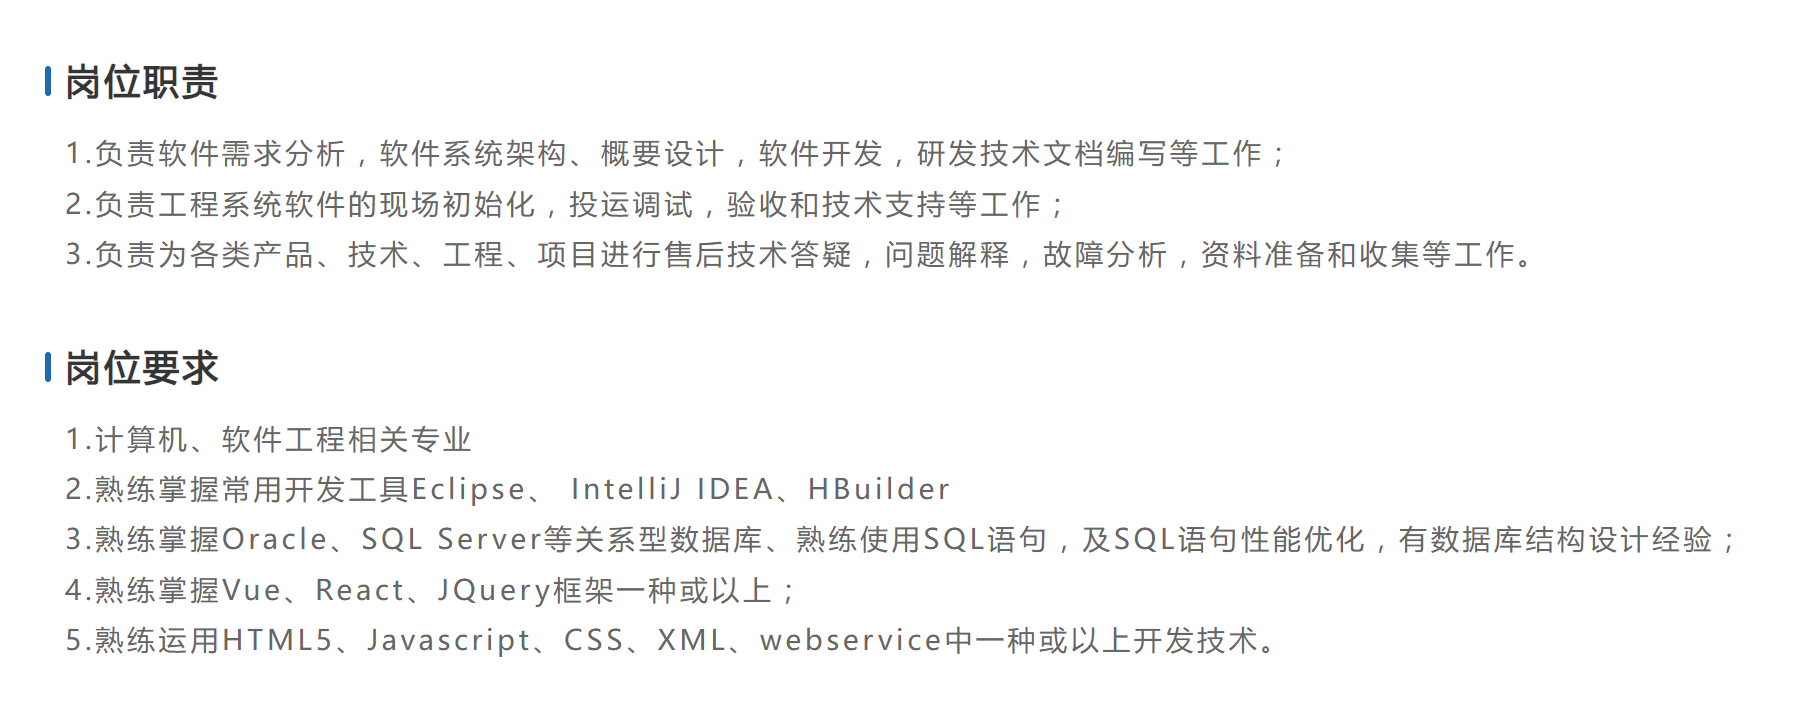 岗位职责
1.负责软件需求分析，软件系统架构、概要设计，软件开发，研发技术文档编写等工作；
2.负责工程系统软件的现场初始化，投运调试，验收和技术支持等工作；
3.负责为各类产品、技术、工程、项目进行售后技术答疑，问题解释，故障分析，资料准备和收集等工作。
岗位要求
1.计算机、软件工程相关专业
2.熟练掌握常用开发工具Eclipse、 IntelliJ IDEA、HBuilder
3.熟练掌握Oracle、SQL Server等关系型数据库、熟练使用SQL语句，及SQL语句性能优化，有数据库结构设计经验；
4.熟练掌握Vue、React、JQuery框架一种或以上；
5.熟练运用HTML5、Javascript、CSS、XML、webservice中一种或以上开发技术。